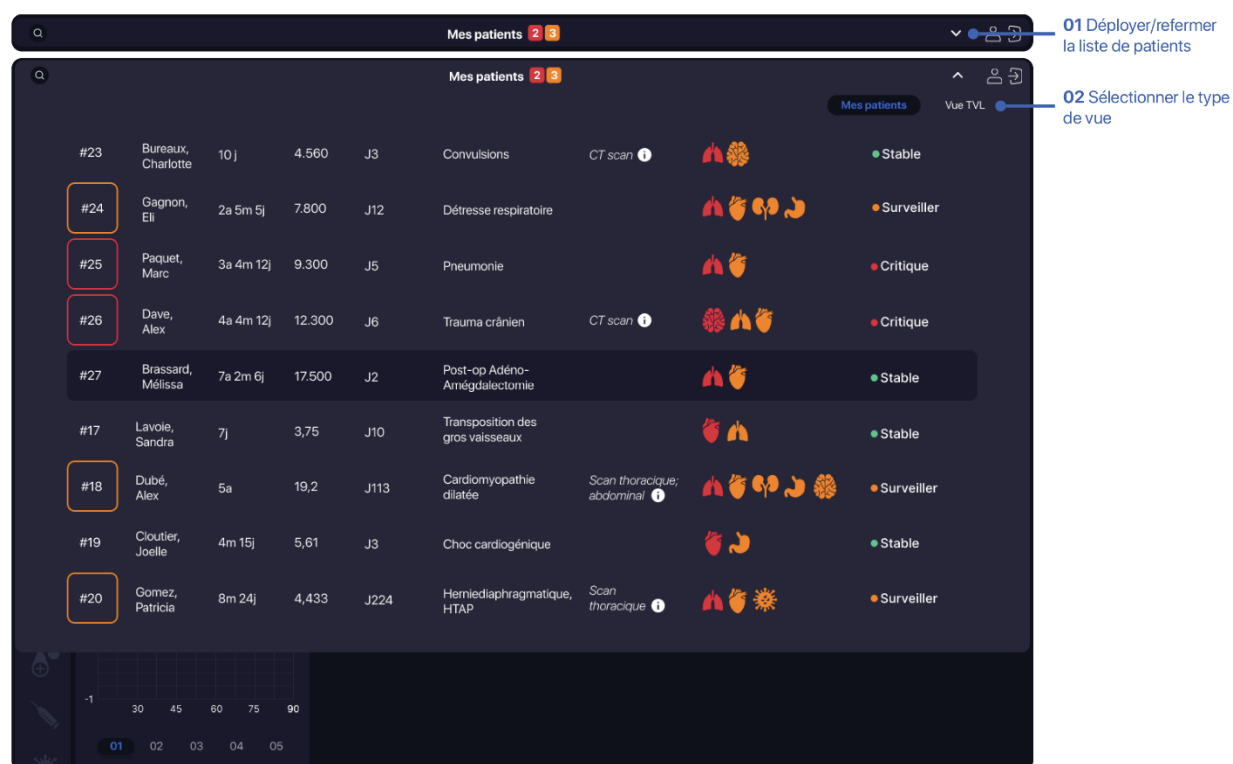 Mes patients 2 3
01 Déployer/refermer
la liste de patients
Mes patients 2 3
Mes patients Vue TVL
02 Sélectionner le type
de vue
#23 Bureaux, Charlotte 10 j 4.560 J3 Convulsions CT scan i Stable
#24 Gagnon, Eli 2a 5m 5j 7.800 J12 Détresse respiratoire Surveiller
#25 Paquet, Marc 3a 4m 12j 9.300 J5 Pneumonie Critique
#26 Dave, Alex 4a 4m 12j 12.300 J6 Trauma crânien CT scan i Critique
#27 Brassard, Mélissa 7a 2m 6j 17.500 J2 Post-op Adéno-Amégdalectomie Stable
#17 Lavoie, Sandra 7j 3,75 J10 Transposition des gros vaisseaux Stable
#18 Dubé, Alex 5a 19,2 J113 Cardiomyopathie dilatée Scan thoracique; abdominal i Surveiller
#19 Cloutier, Joelle 4m 15j 5,61 J3 Choc cardiogénique Stable
#20 Gomez, Patricia 8m 24j 4,433 J224 Herniediaphragmatique, HTAP Scan thoracique i Surveiller
-1
30 45 60 75 90
01 02 03 04 05